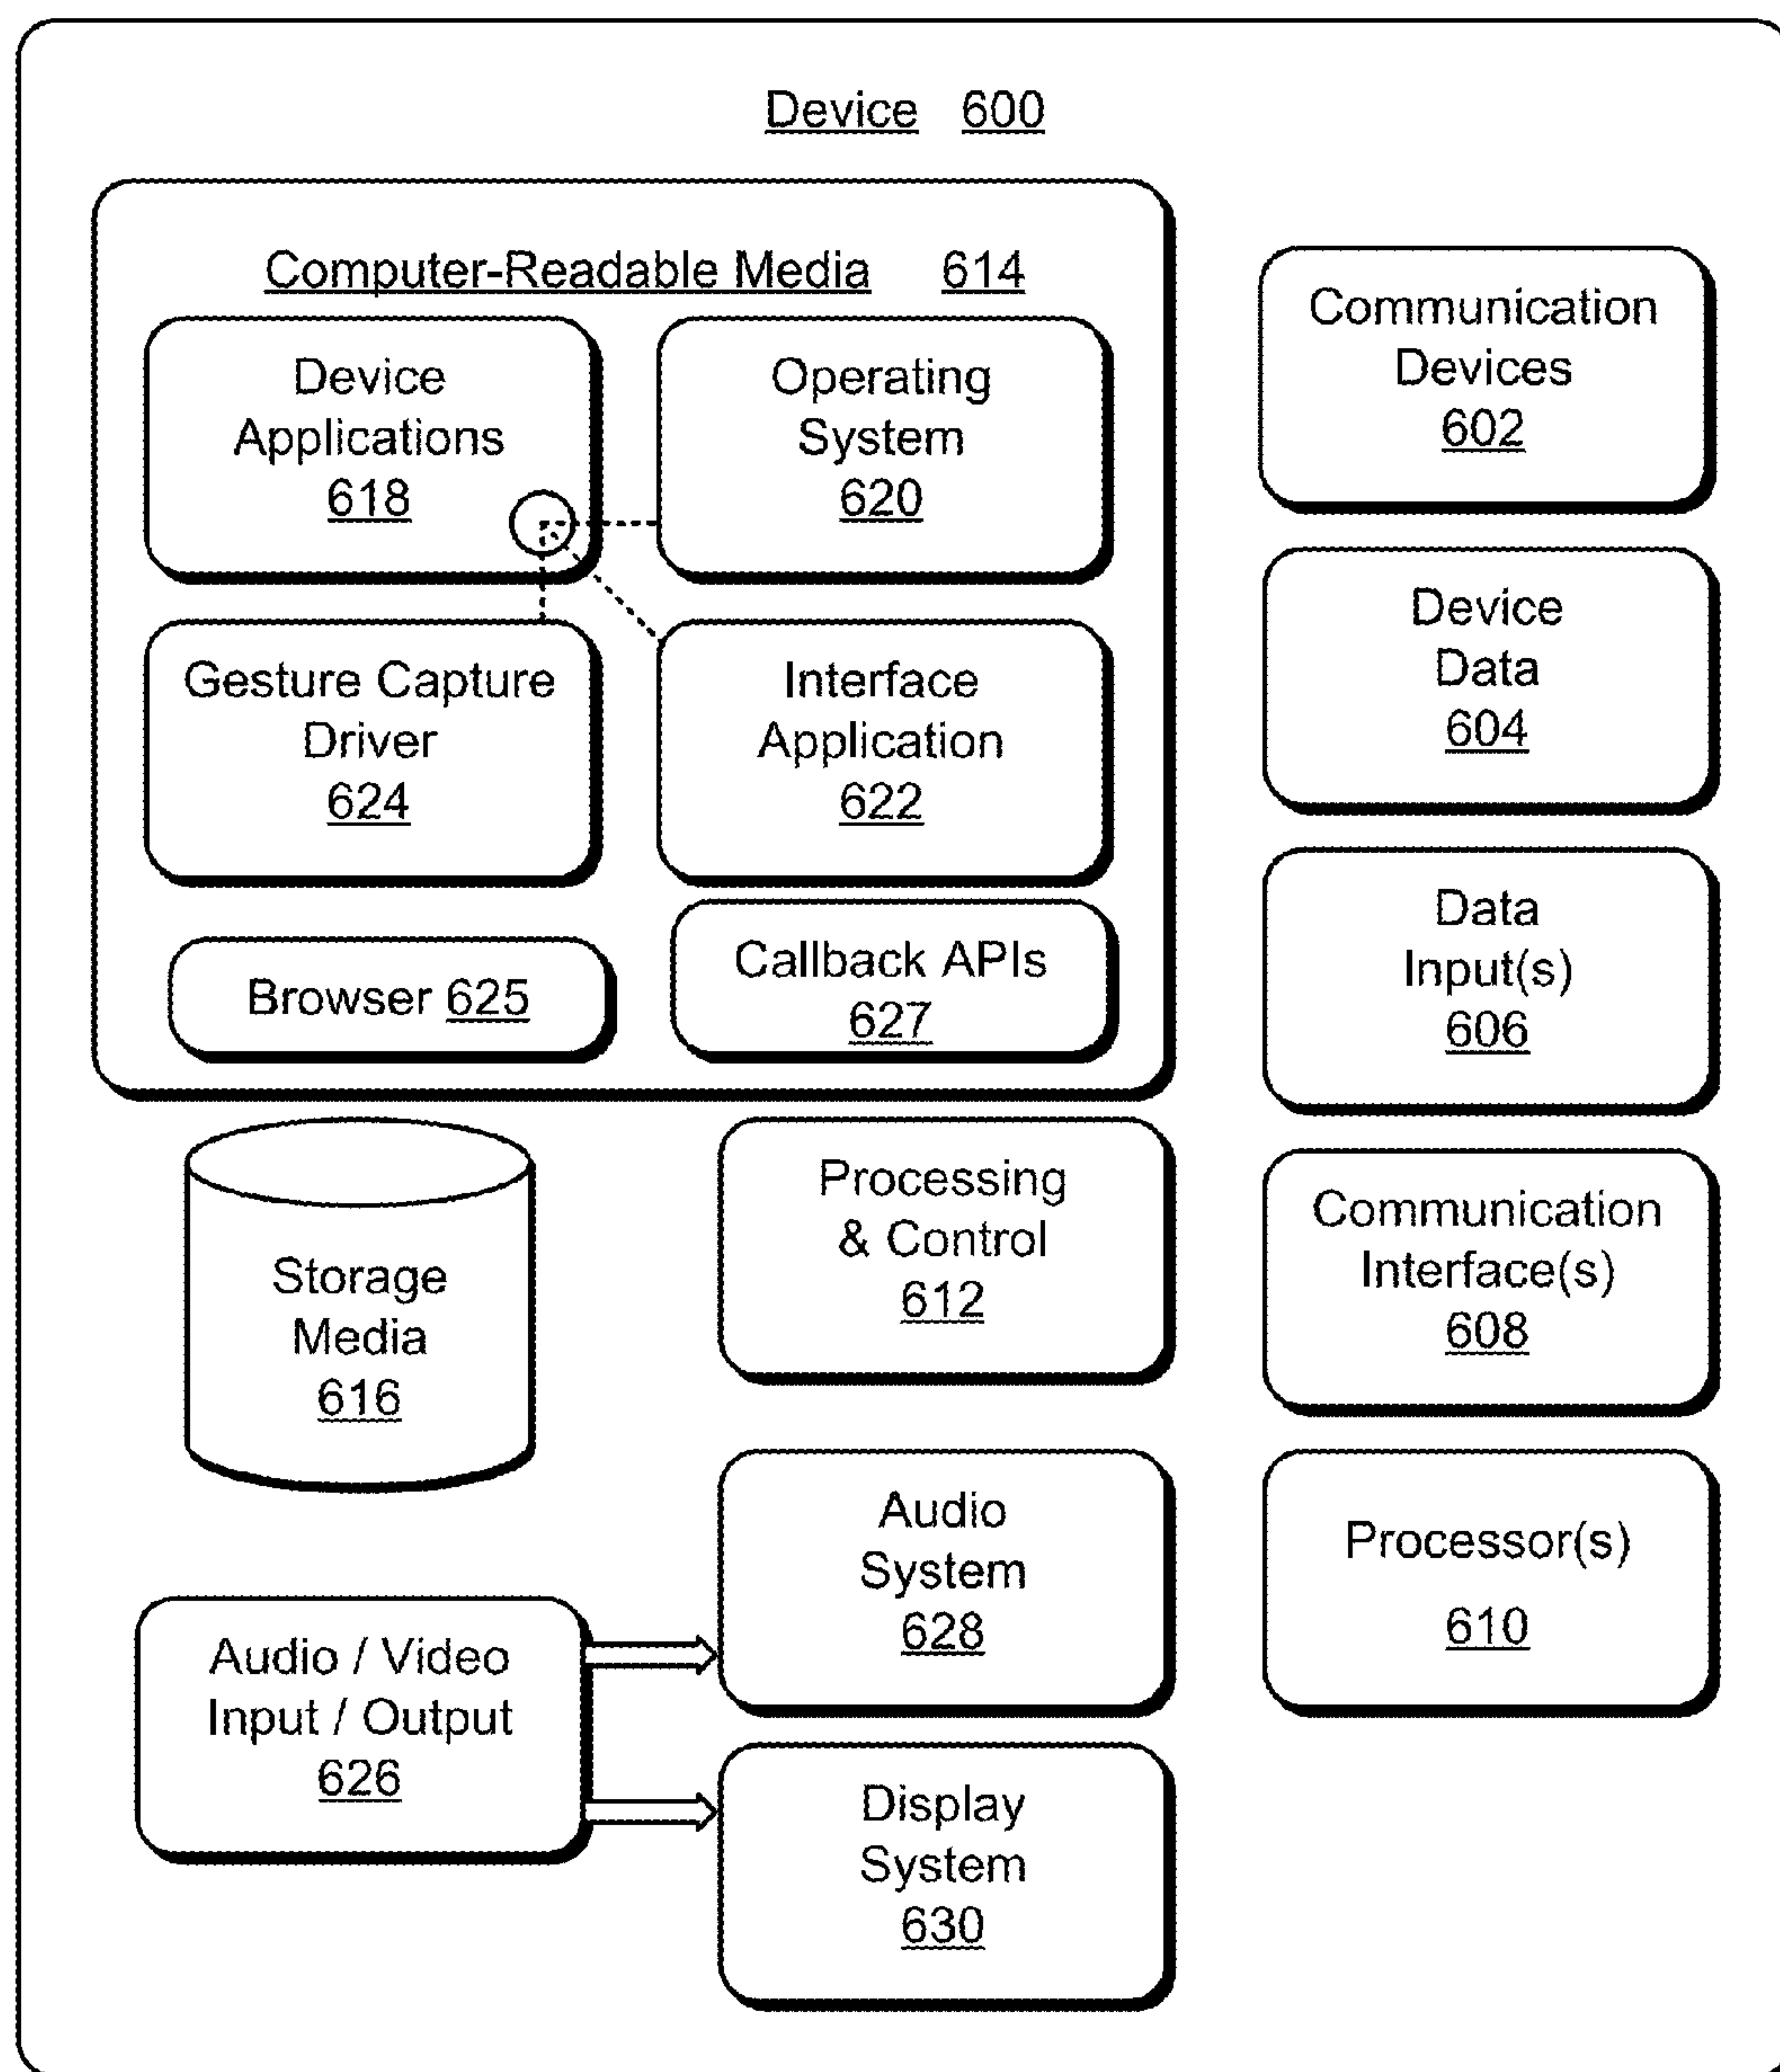 Device 600
Computer-Readable Media 614
Device
Applications
618
Operating
System
620
Gesture Capture
Driver
624
Interface
Application
622
Browser 625
Callback APIs
627
Storage
Media
616
Processing
& Control
612
Audio / Video
Input / Output
626
Audio
System
628
Display
System
630
Communication
Devices
602
Device
Data
604
Data
Input(s)
606
Communication
Interface(s)
608
Processor(s)
610